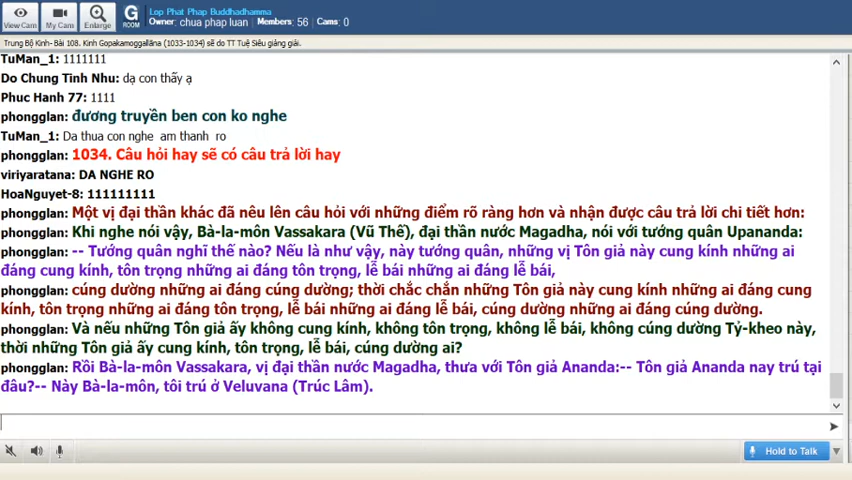 View Cam
My Cam
Enlarge
G
ROOM
Lop Phat Phap Buddhadhamma
Owner: chua phap luan Members: 56 Cams: 0
Trung Bộ Kinh- Bài 108. Kinh Gopakamoggallāna (1033-1034) sẽ do TT Tuệ Siêu giảng giải.
TuMan_1: 1111111
Do Chung Tinh Nhu: dạ con thấy ạ
Phuc Hanh 77: 1111
phongglan: đương truyền ben con ko nghe
TuMan_1: Da thua con nghe am thanh ro
phongglan: 1034. Câu hỏi hay sẽ có câu trả lời hay
viriyaratana: DA NGHE RO
HoaNguyet-8: 111111111
phongglan: Một vị đại thần khác đã nêu lên câu hỏi với những điểm rõ ràng hơn và nhận được câu trả lời chi tiết hơn:
phongglan: Khi nghe nói vậy, Bà-la-môn Vassakara (Vũ Thế), đại thần nước Magadha, nói với tướng quân Upananda:
phongglan: -- Tướng quân nghĩ thế nào? Nếu là như vậy, này tướng quân, những vị Tôn giả này cung kính những ai
đáng cung kính, tôn trọng những ai đáng tôn trọng, lễ bái những ai đáng lễ bái,
phongglan: cúng dường những ai đáng cúng dường; thời chắc chắn những Tôn giả này cung kính những ai đáng cung
kính, tôn trọng những ai đáng tôn trọng, lễ bái những ai đáng lễ bái, cúng dường những ai đáng cúng dường.
phongglan: Và nếu những Tôn giả ấy không cung kính, không tôn trọng, không lễ bái, không cúng dường Tỷ-kheo này,
thời những Tôn giả ấy cung kính, tôn trọng, lễ bái, cúng dường ai?
phongglan: Rồi Bà-la-môn Vassakara, vị đại thần nước Magadha, thưa với Tôn giả Ananda:-- Tôn giả Ananda nay trú tại
đâu?-- Này Bà-la-môn, tôi trú ở Veluvana (Trúc Lâm).
Hold to Talk